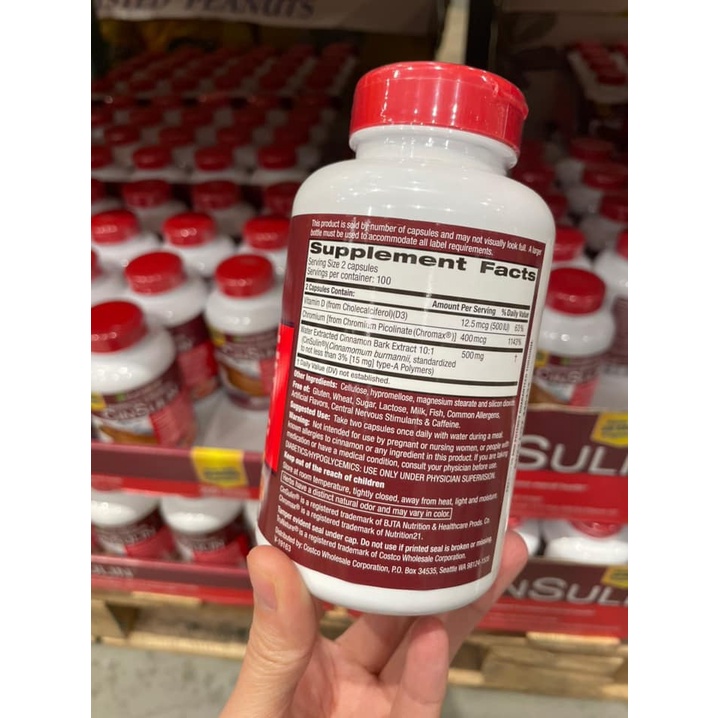 PEANUTS
This product is sold by number of capsules and may not visually look full. A larger
bottle must be used to accommodate all label requirements.
Supplement Facts
Serving Size 2 capsules
Servings per container: 100
2 Capsules Contain: Amount Per Serving % Daily Value
Vitamin D (from Cholecalciferol)(D3) 12.5 mcg (500 IU) 63%
Chromium [from Chromium Picolinate (Chromax®)] 400 mcg 1143%
Water Extracted Cinnamon Bark Extract 10:1 500 mg †
(CinSulin®)(Cinnamomum burmannii, standardized
to not less than 3% [15 mg] type-A Polymers)
† Daily Value (DV) not established.
Other Ingredients: Cellulose, hypromellose, magnesium stearate and silicon dioxide.
Free of: Gluten, Wheat, Sugar, Lactose, Milk, Fish, Common Allergens,
Artificial Flavors, Central Nervous Stimulants & Caffeine.
Suggested Use: Take two capsules once daily with water during a meal.
Warning: Not intended for use by pregnant or nursing women, or people with
known allergies to cinnamon or any ingredient in this product. If you are taking
medication or have a medical condition, consult your physician before use.
DIABETICS/HYPOGLYCEMICS: USE ONLY UNDER PHYSICIAN SUPERVISION.
Keep out of the reach of children
Store at room temperature, tightly closed, away from heat, light and moisture.
Herbs have a distinct natural odor and may vary in color.
CinSulin® is a registered trademark of BJTA Nutrition & Healthcare Prods. Co.
Chromax® is a registered trademark of Nutrition21.
Tamper evident seal under cap. Do not use if printed seal is broken or missing.
is a registered trademark of Costco Wholesale Corporation.
Distributed by: Costco Wholesale Corporation, P.O. Box 34535, Seattle WA 98124-1535
SULI
NSULI